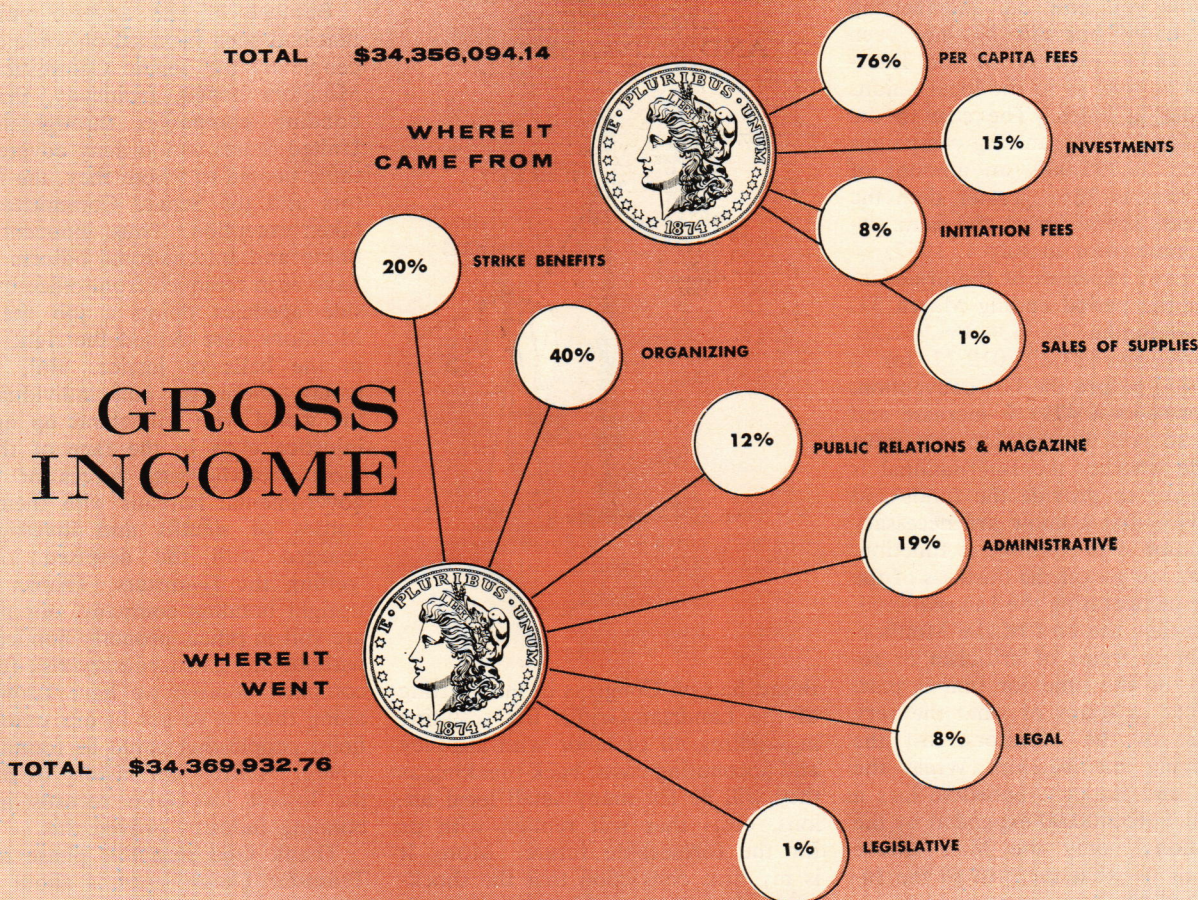 TOTAL $34,356,094.14
WHERE IT
CAME FROM
E · PLURIBUS · UNUM
1874
76% PER CAPITA FEES
15% INVESTMENTS
8% INITIATION FEES
1% SALES OF SUPPLIES
GROSS
INCOME
20% STRIKE BENEFITS
40% ORGANIZING
12% PUBLIC RELATIONS & MAGAZINE
19% ADMINISTRATIVE
8% LEGAL
1% LEGISLATIVE
E · PLURIBUS · UNUM
1874
WHERE IT
WENT
TOTAL $34,369,932.76